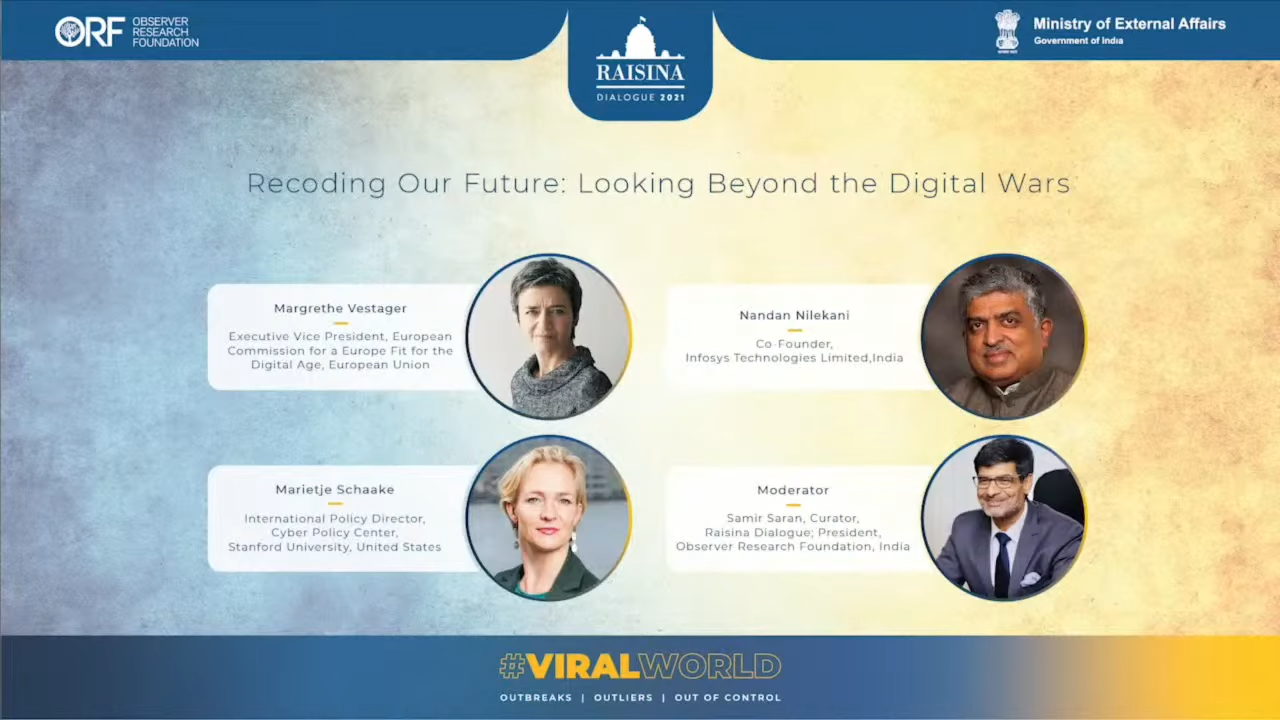 ORF
OBSERVER
RESEARCH
FOUNDATION
RAISINA
DIALOGUE 2021
Ministry of External Affairs
Government of India
Recoding Our Future: Looking Beyond the Digital Wars
Margrethe Vestager
Executive Vice President, European
Commission for a Europe Fit for the
Digital Age, European Union
Nandan Nilekani
Co-Founder,
Infosys Technologies Limited,India
Marietje Schaake
International Policy Director,
Cyber Policy Center,
Stanford University, United States
Moderator
Samir Saran, Curator,
Raisina Dialogue; President,
Observer Research Foundation, India
#VIRALWORLD
OUTBREAKS | OUTLIERS | OUT OF CONTROL